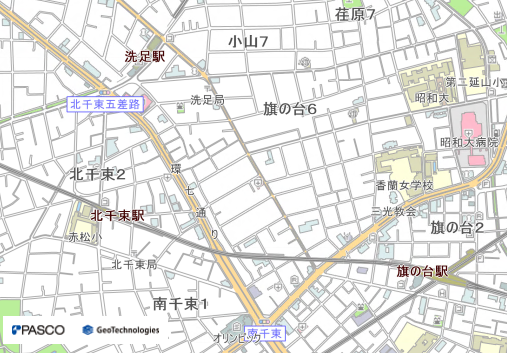 荏原7
小山7
洗足駅
第二延山小
昭和大
洗足局
北千束五差路
旗の台6
昭和大病院
環七通り
北千束2
香蘭女学校
北千束駅
三光教会
旗の台2
赤松小
北千束局
旗の台駅
南千束1
PASCO
GeoTechnologies
オリンピック
南千束